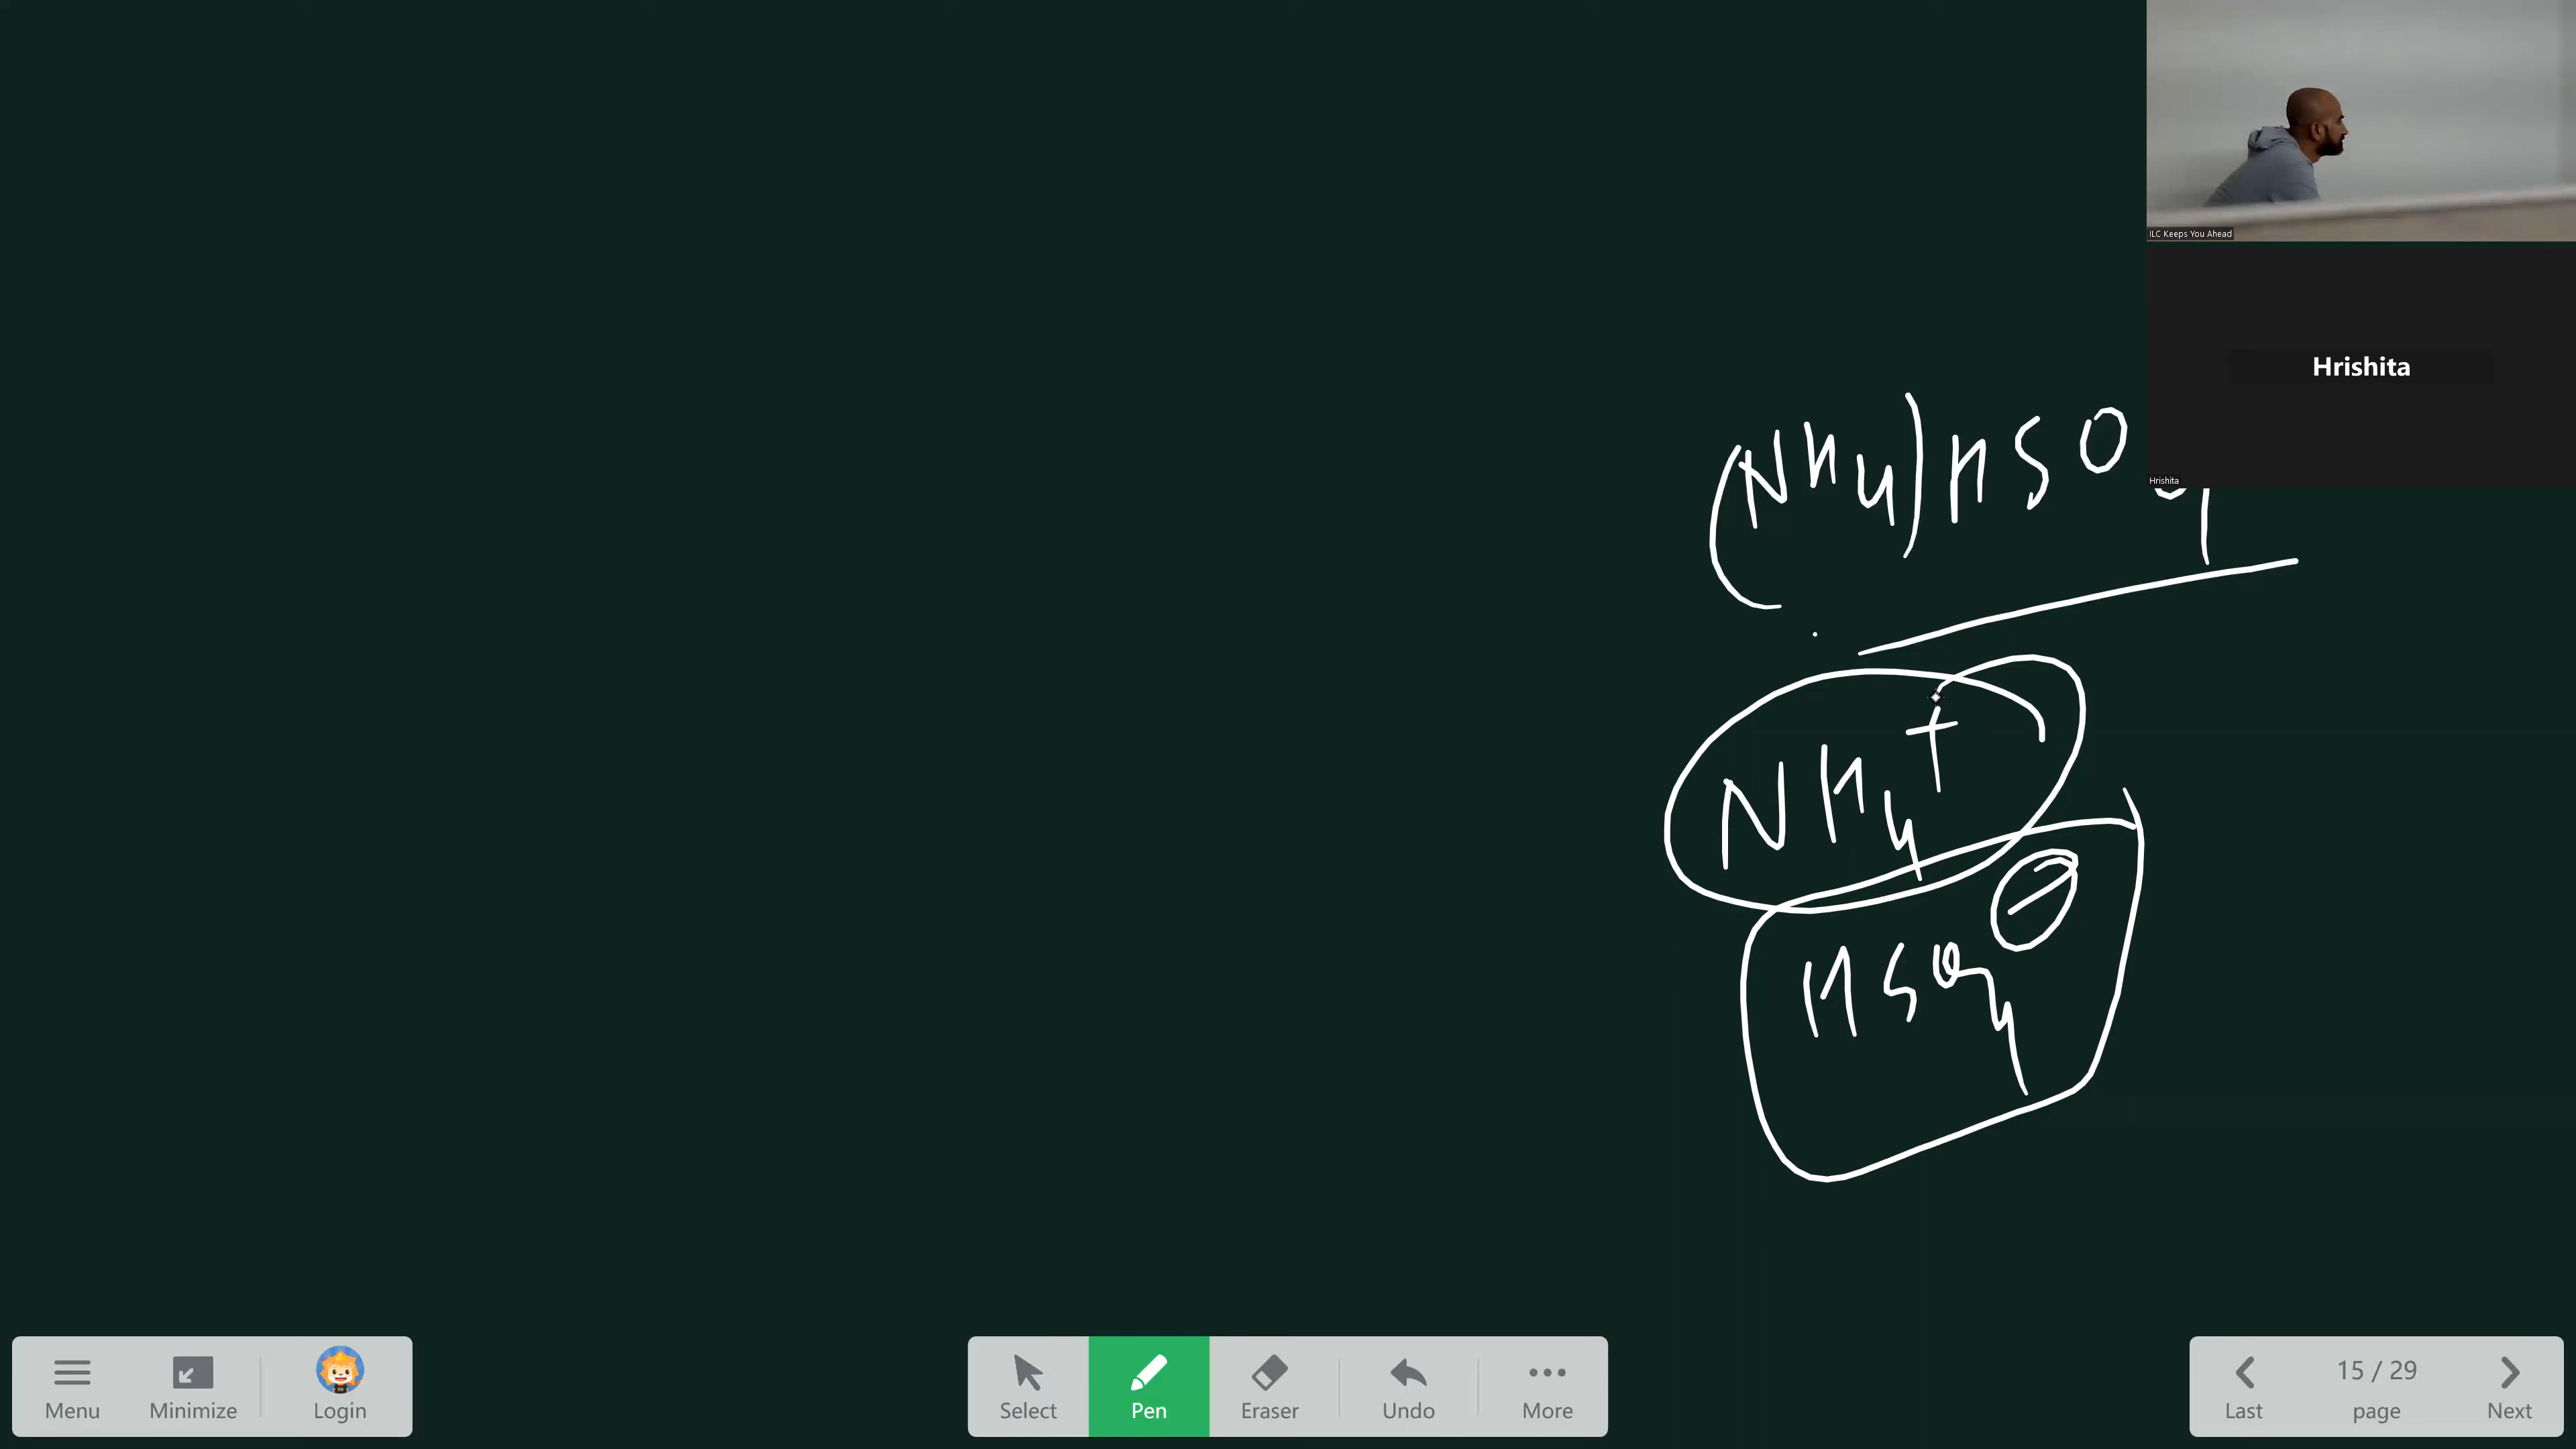 ILC Keeps You Ahead
Hrishita
Hrishita
(NH4)HSO4
NH4+
HSO4-
Menu
Minimize
Login
Select
Pen
Eraser
Undo
More
Last
15 / 29
page
Next